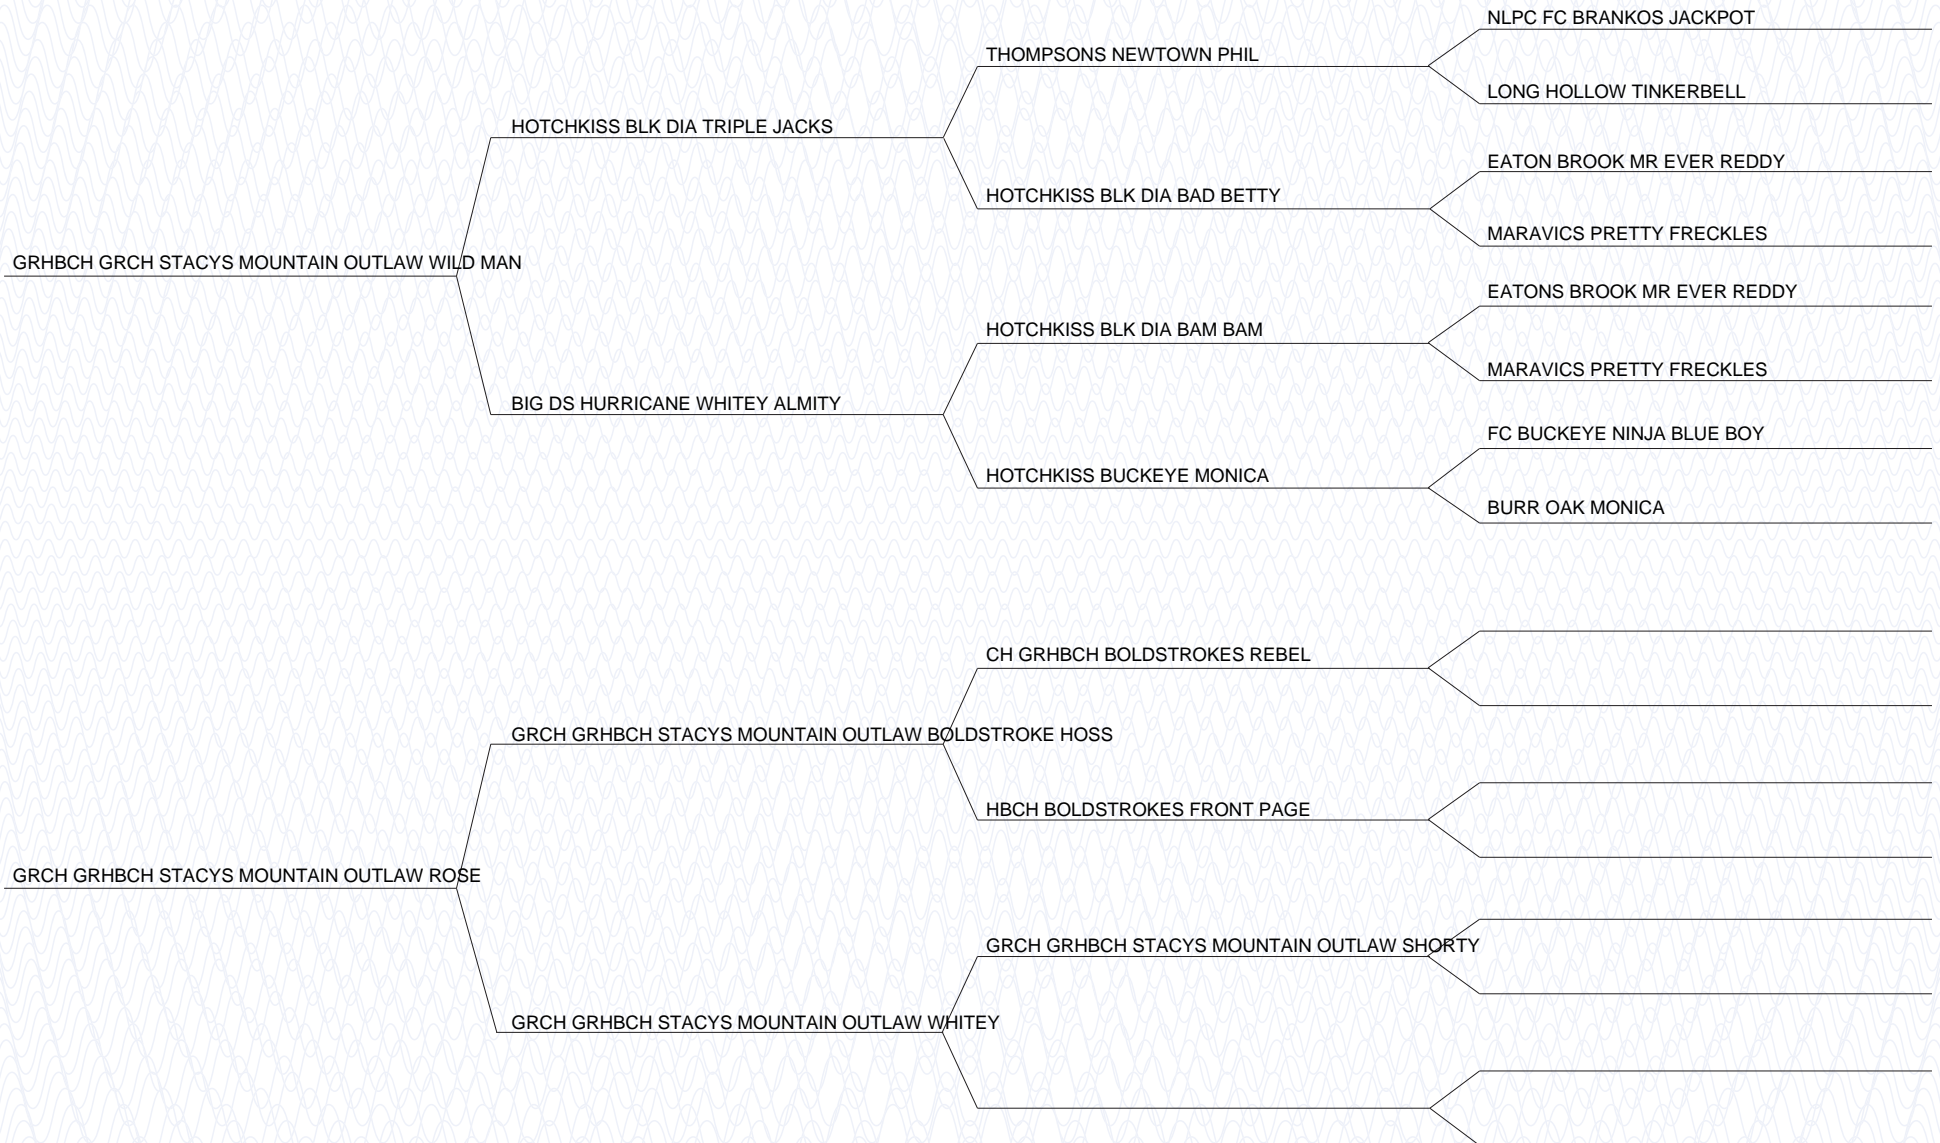 NLPC FC BRANKOS JACKPOT
THOMPSONS NEWTOWN PHIL
LONG HOLLOW TINKERBELL
HOTCHKISS BLK DIA TRIPLE JACKS
EATON BROOK MR EVER REDDY
HOTCHKISS BLK DIA BAD BETTY
MARAVICS PRETTY FRECKLES
GRHBCH GRCH STACYS MOUNTAIN OUTLAW WILD MAN
EATONS BROOK MR EVER REDDY
HOTCHKISS BLK DIA BAM BAM
MARAVICS PRETTY FRECKLES
BIG DS HURRICANE WHITEY ALMITY
FC BUCKEYE NINJA BLUE BOY
HOTCHKISS BUCKEYE MONICA
BURR OAK MONICA
CH GRHBCH BOLDSTROKES REBEL
GRCH GRHBCH STACYS MOUNTAIN OUTLAW BOLDSTROKE HOSS
HBCH BOLDSTROKES FRONT PAGE
GRCH GRHBCH STACYS MOUNTAIN OUTLAW ROSE
GRCH GRHBCH STACYS MOUNTAIN OUTLAW SHORTY
GRCH GRHBCH STACYS MOUNTAIN OUTLAW WHITEY